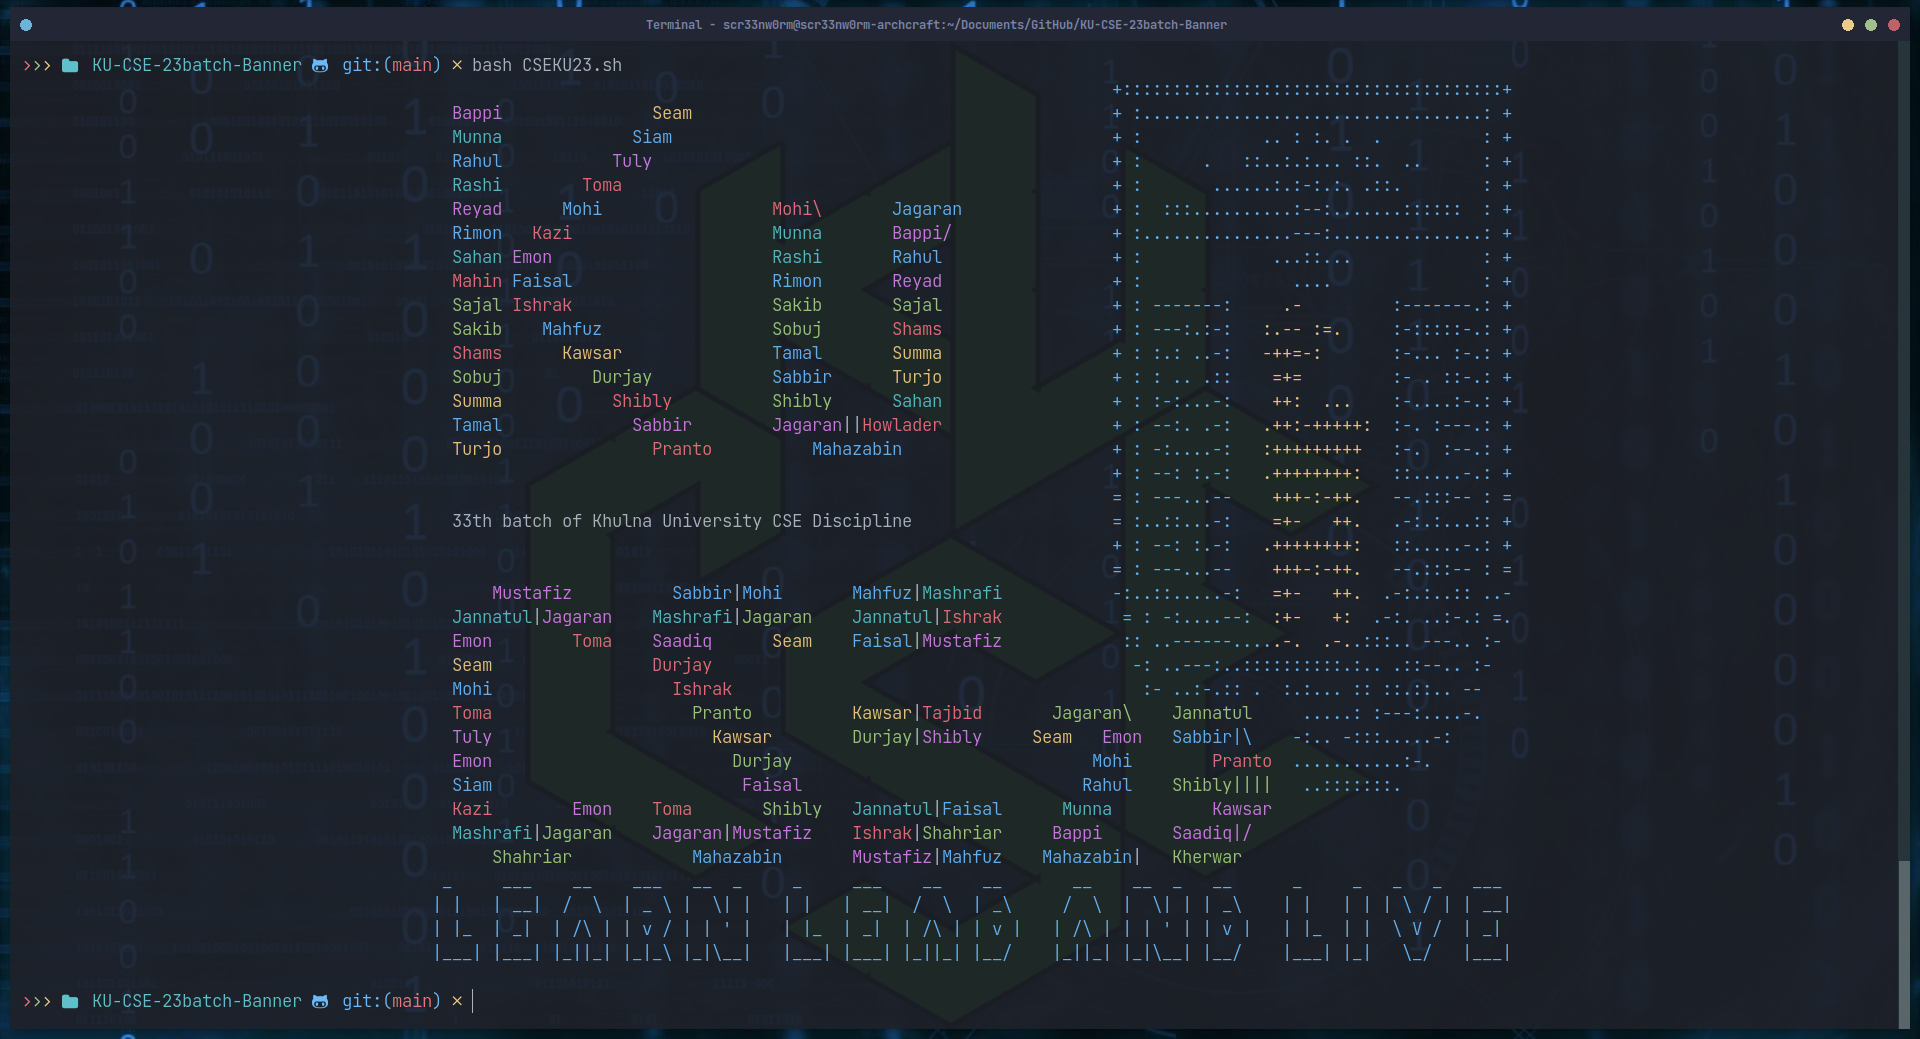 Terminal - scr33nw0rm@scr33nw0rm-archcraft:~/Documents/GitHub/KU-CSE-23batch-Banner
>>> KU-CSE-23batch-Banner git:(main) × bash CSEKU23.sh
Bappi Seam
Munna Siam
Rahul Tuly
Rashi Toma
Reyad Mohi Mohi\ Jagaran
Rimon Kazi Munna Bappi/
Sahan Emon Rashi Rahul
Mahin Faisal Rimon Reyad
Sajal Ishrak Sakib Sajal
Sakib Mahfuz Sobuj Shams
Shams Kawsar Tamal Summa
Sobuj Durjay Sabbir Turjo
Summa Shibly Shibly Sahan
Tamal Sabbir Jagaran||Howlader
Turjo Pranto Mahazabin
33th batch of Khulna University CSE Discipline
Mustafiz Sabbir|Mohi Mahfuz|Mashrafi
Jannatul|Jagaran Mashrafi|Jagaran Jannatul|Ishrak
Emon Toma Saadiq Seam Faisal|Mustafiz
Seam Durjay
Mohi Ishrak
Toma Pranto Kawsar|Tajbid Jagaran\ Jannatul
Tuly Kawsar Durjay|Shibly Seam Emon Sabbir|\
Emon Durjay Mohi Pranto
Siam Faisal Rahul Shibly||||
Kazi Emon Toma Shibly Jannatul|Faisal Munna Kawsar
Mashrafi|Jagaran Jagaran|Mustafiz Ishrak|Shahriar Bappi Saadiq|/
Shahriar Mahazabin Mustafiz|Mahfuz Mahazabin| Kherwar
LEARN LEAD AND LIVE
>>> KU-CSE-23batch-Banner git:(main) ×